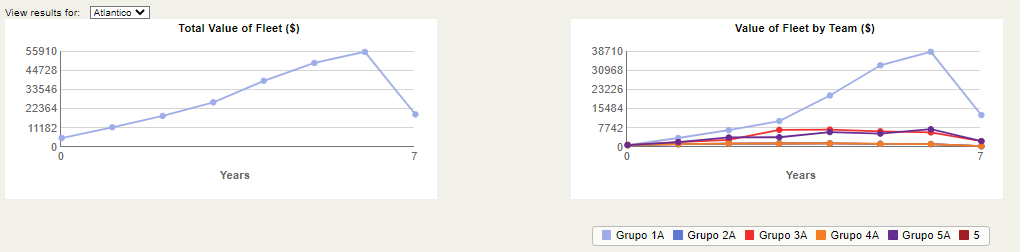 View results for: Atlantico
Total Value of Fleet ($)
55910
44728
33546
22364
11182
0
0 7
Years
Value of Fleet by Team ($)
38710
30968
23226
15484
7742
0
0 7
Years
Grupo 1A Grupo 2A Grupo 3A Grupo 4A Grupo 5A 5